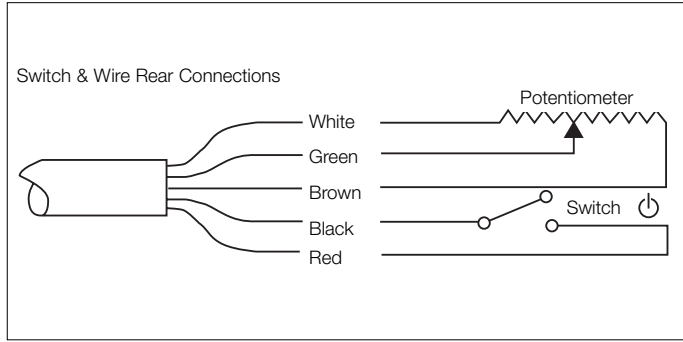 Switch & Wire Rear Connections
Potentiometer
White
Green
Brown
Switch
Black
Red